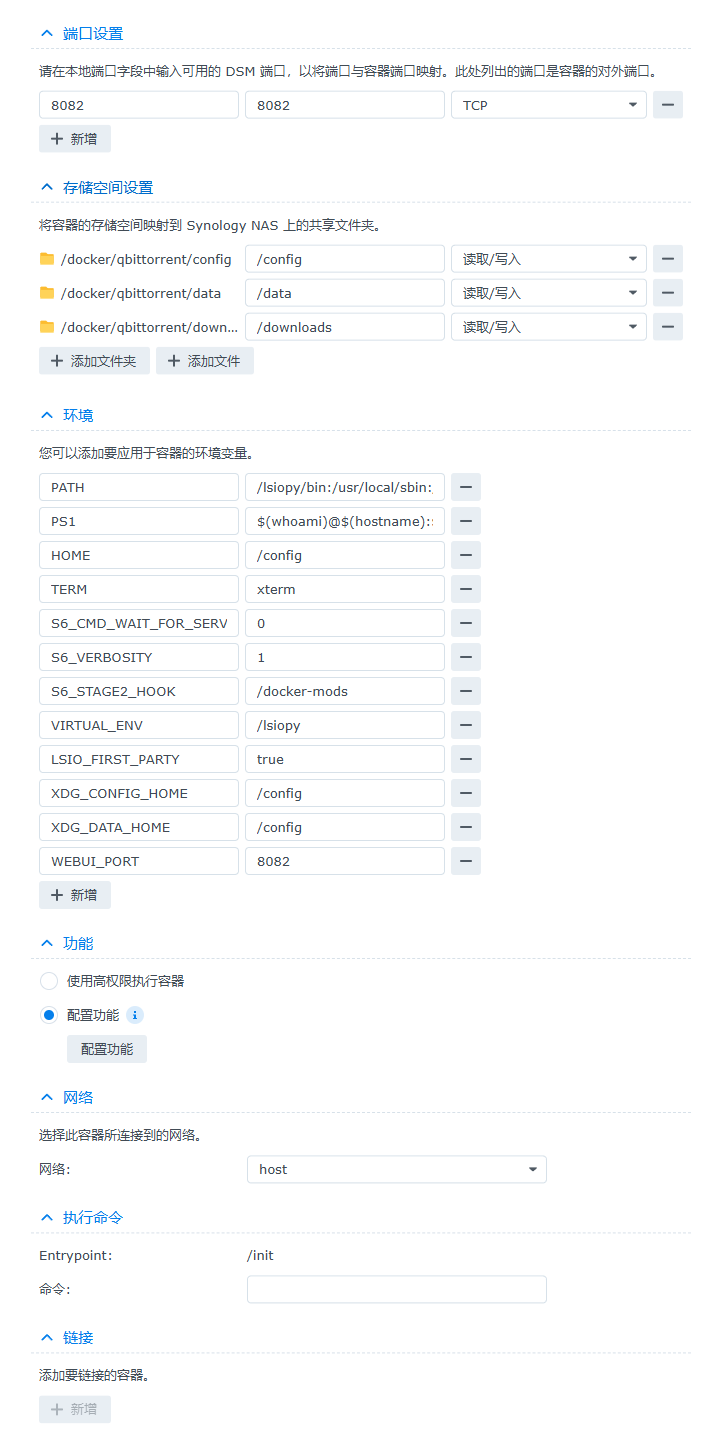 端口设置
请在本地端口字段中输入可用的 DSM 端口，以将端口与容器端口映射。此处列出的端口是容器的对外端口。
8082 8082 TCP
新增
存储空间设置
将容器的存储空间映射到 Synology NAS 上的共享文件夹。
/docker/qbittorrent/config /config 读取/写入
/docker/qbittorrent/data /data 读取/写入
/docker/qbittorrent/down... /downloads 读取/写入
添加文件夹 添加文件
环境
您可以添加要应用于容器的环境变量。
PATH /lsiopy/bin:/usr/local/sbin:
PS1 $(whoami)@$(hostname):
HOME /config
TERM xterm
S6_CMD_WAIT_FOR_SERV 0
S6_VERBOSITY 1
S6_STAGE2_HOOK /docker-mods
VIRTUAL_ENV /lsiopy
LSIO_FIRST_PARTY true
XDG_CONFIG_HOME /config
XDG_DATA_HOME /config
WEBUI_PORT 8082
新增
功能
使用高权限执行容器
配置功能
配置功能
网络
选择此容器所连接到的网络。
网络: host
执行命令
Entrypoint: /init
命令:
链接
添加要链接的容器。
新增